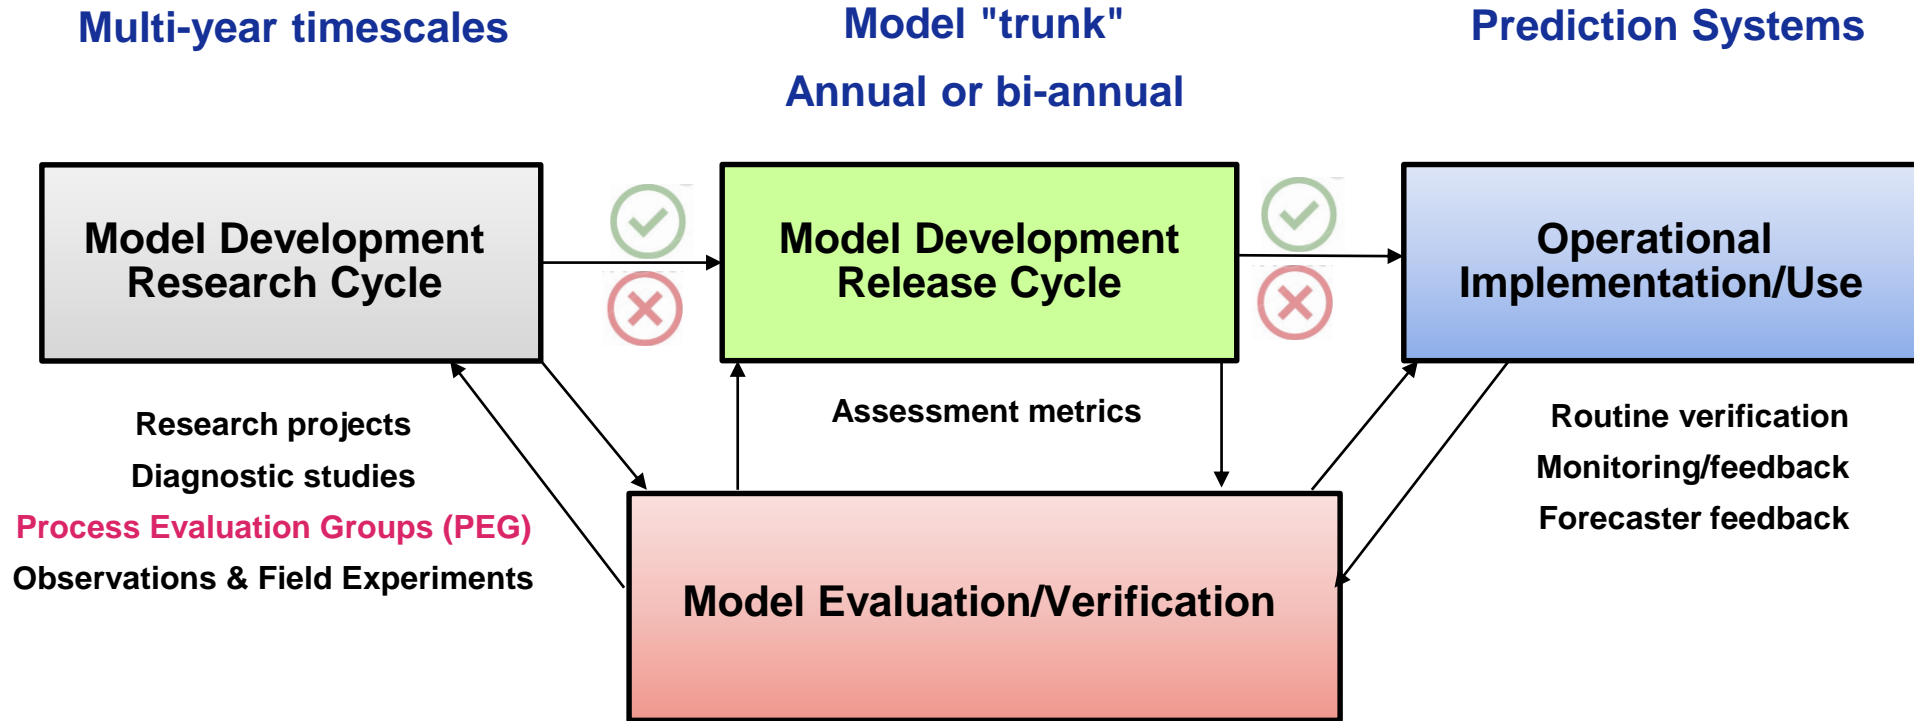 Multi-year timescales
Model "trunk"
Annual or bi-annual
Prediction Systems
Model Development
Research Cycle
Model Development
Release Cycle
Operational
Implementation/Use
Research projects
Diagnostic studies
Process Evaluation Groups (PEG)
Observations & Field Experiments
Assessment metrics
Routine verification
Monitoring/feedback
Forecaster feedback
Model Evaluation/Verification